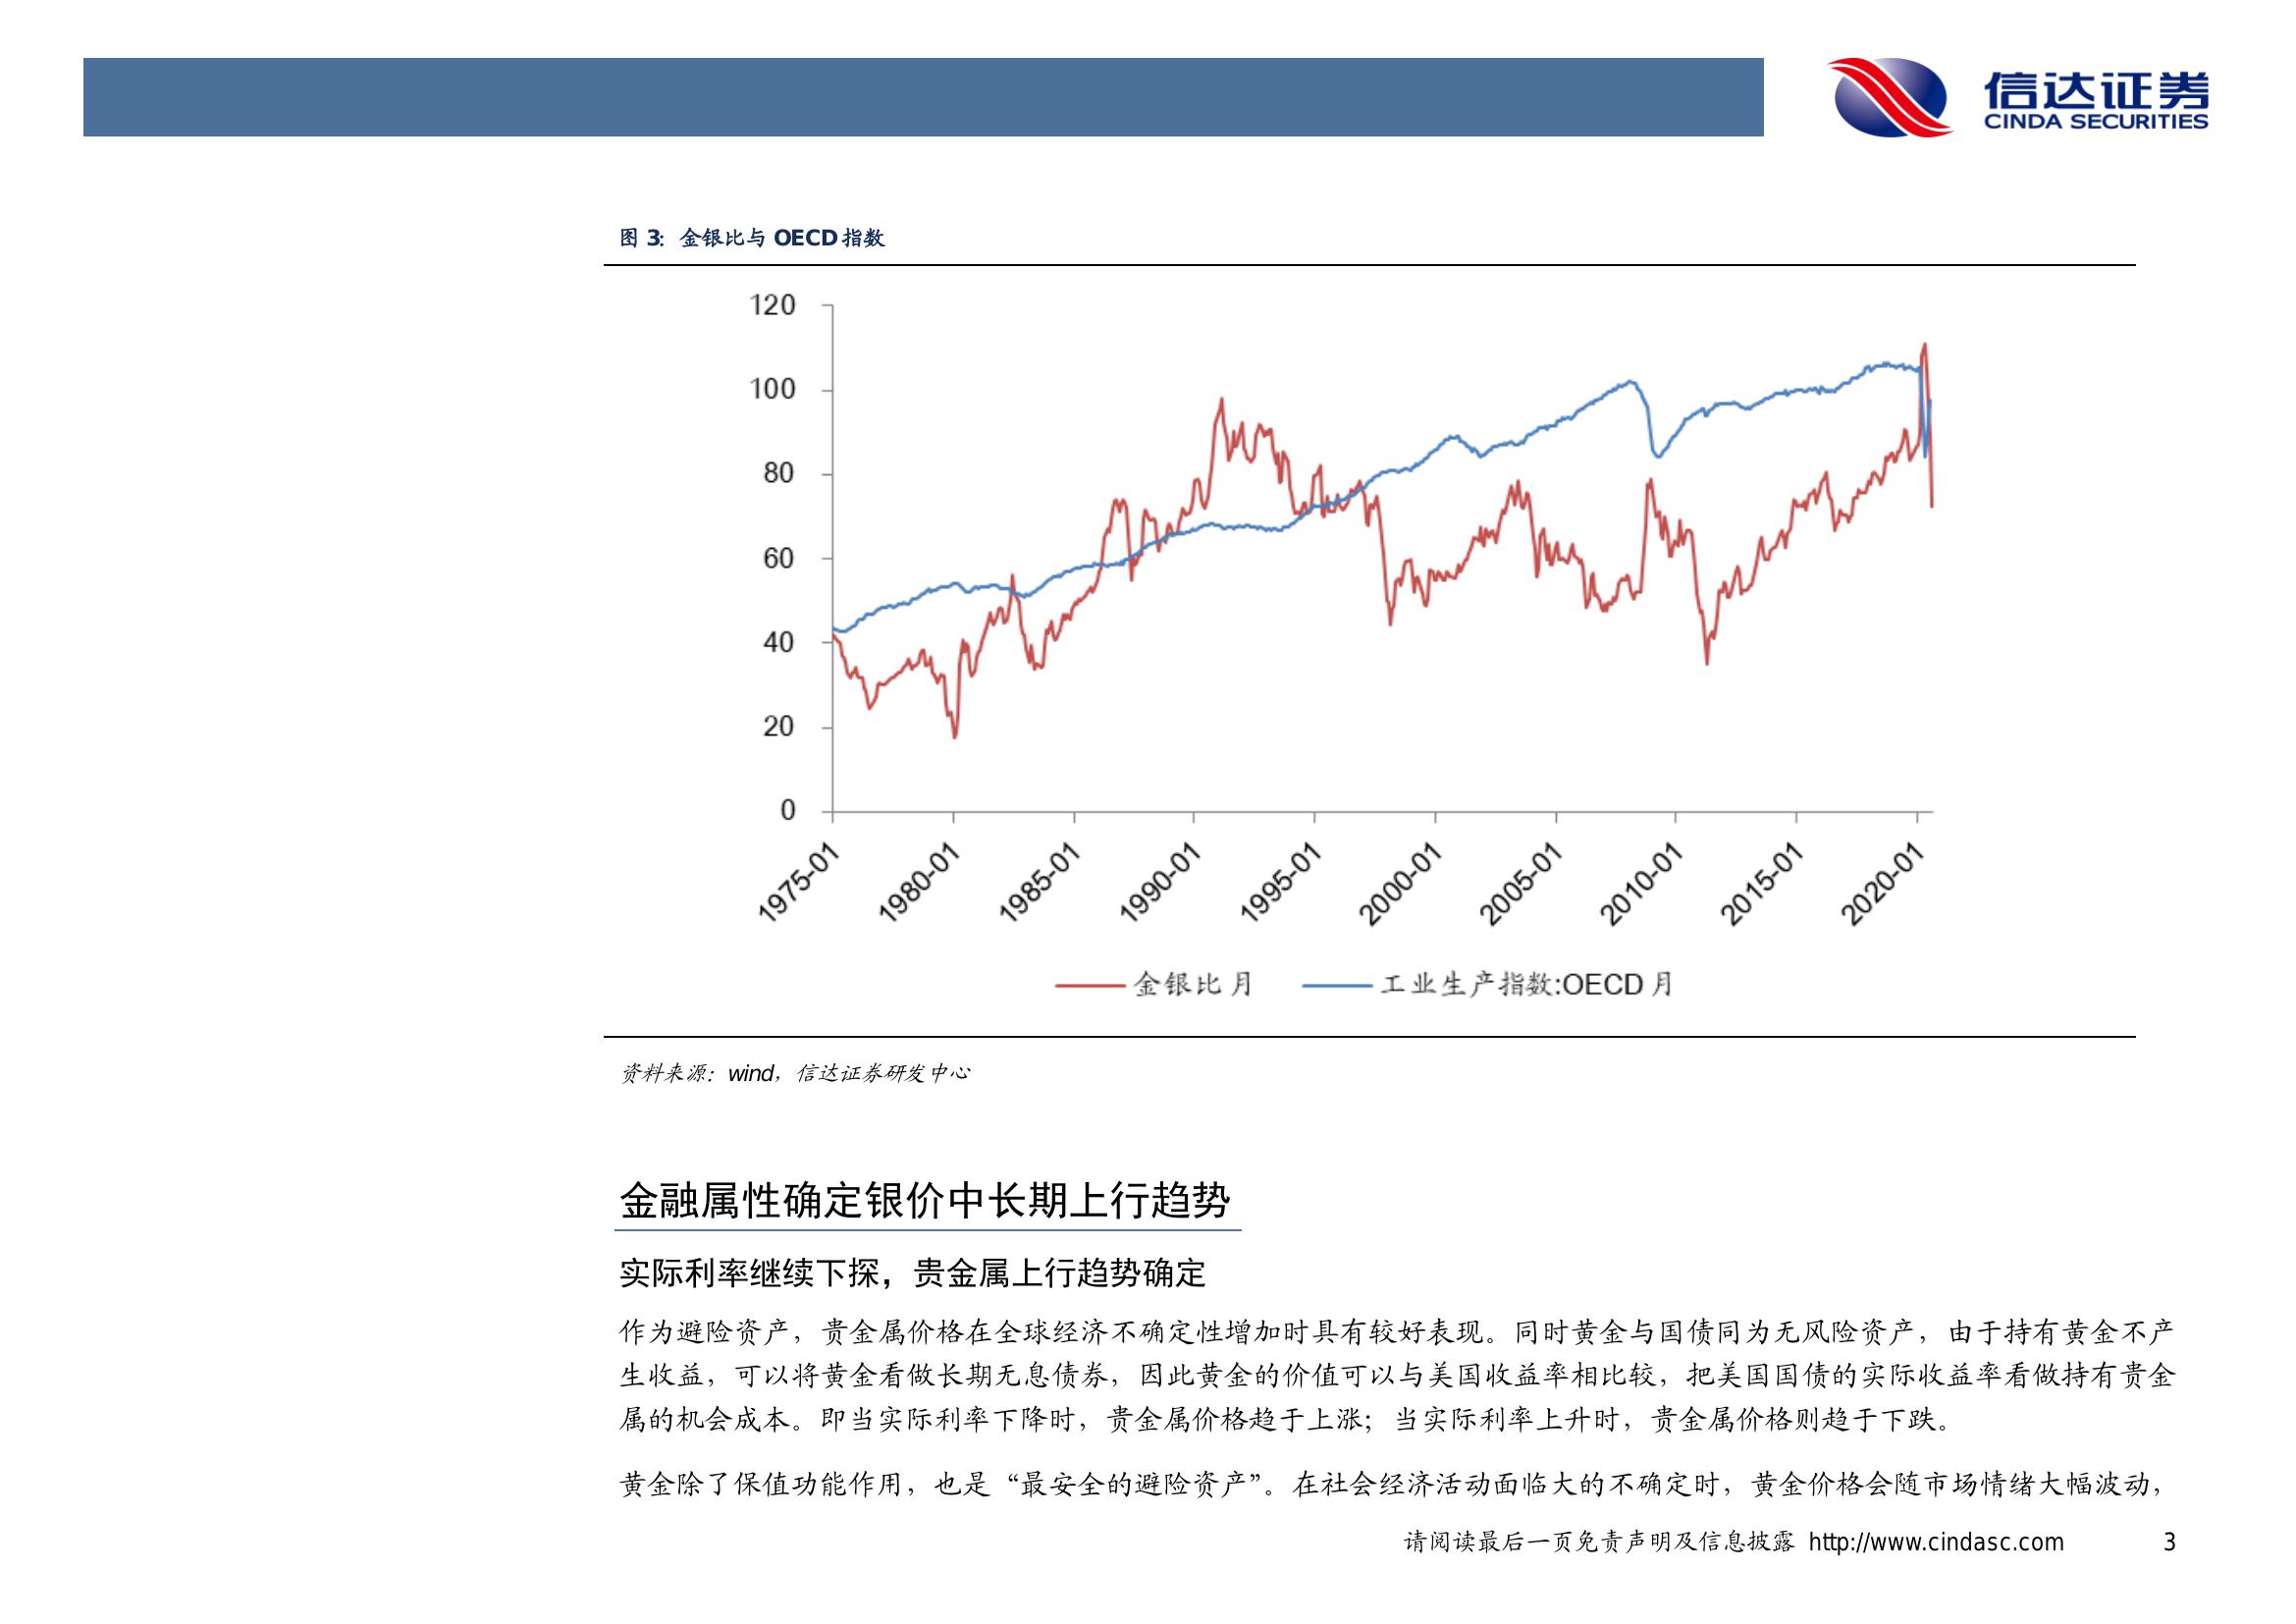 信达证券
CINDA SECURITIES
图 3：金银比与 OECD 指数
120
100
80
60
40
20
0
1975-01
1980-01
1985-01
1990-01
1995-01
2000-01
2005-01
2010-01
2015-01
2020-01
金银比 月
工业生产指数:OECD 月
资料来源：wind，信达证券研发中心
金融属性确定银价中长期上行趋势
实际利率继续下探，贵金属上行趋势确定
作为避险资产，贵金属价格在全球经济不确定性增加时具有较好表现。同时黄金与国债同为无风险资产，由于持有黄金不产
生收益，可以将黄金看做长期无息债券，因此黄金的价值可以与美国收益率相比较，把美国国债的实际收益率看做持有贵金
属的机会成本。即当实际利率下降时，贵金属价格趋于上涨；当实际利率上升时，贵金属价格则趋于下跌。
黄金除了保值功能作用，也是“最安全的避险资产”。在社会经济活动面临大的不确定时，黄金价格会随市场情绪大幅波动，
请阅读最后一页免责声明及信息披露 http://www.cindasc.com 3